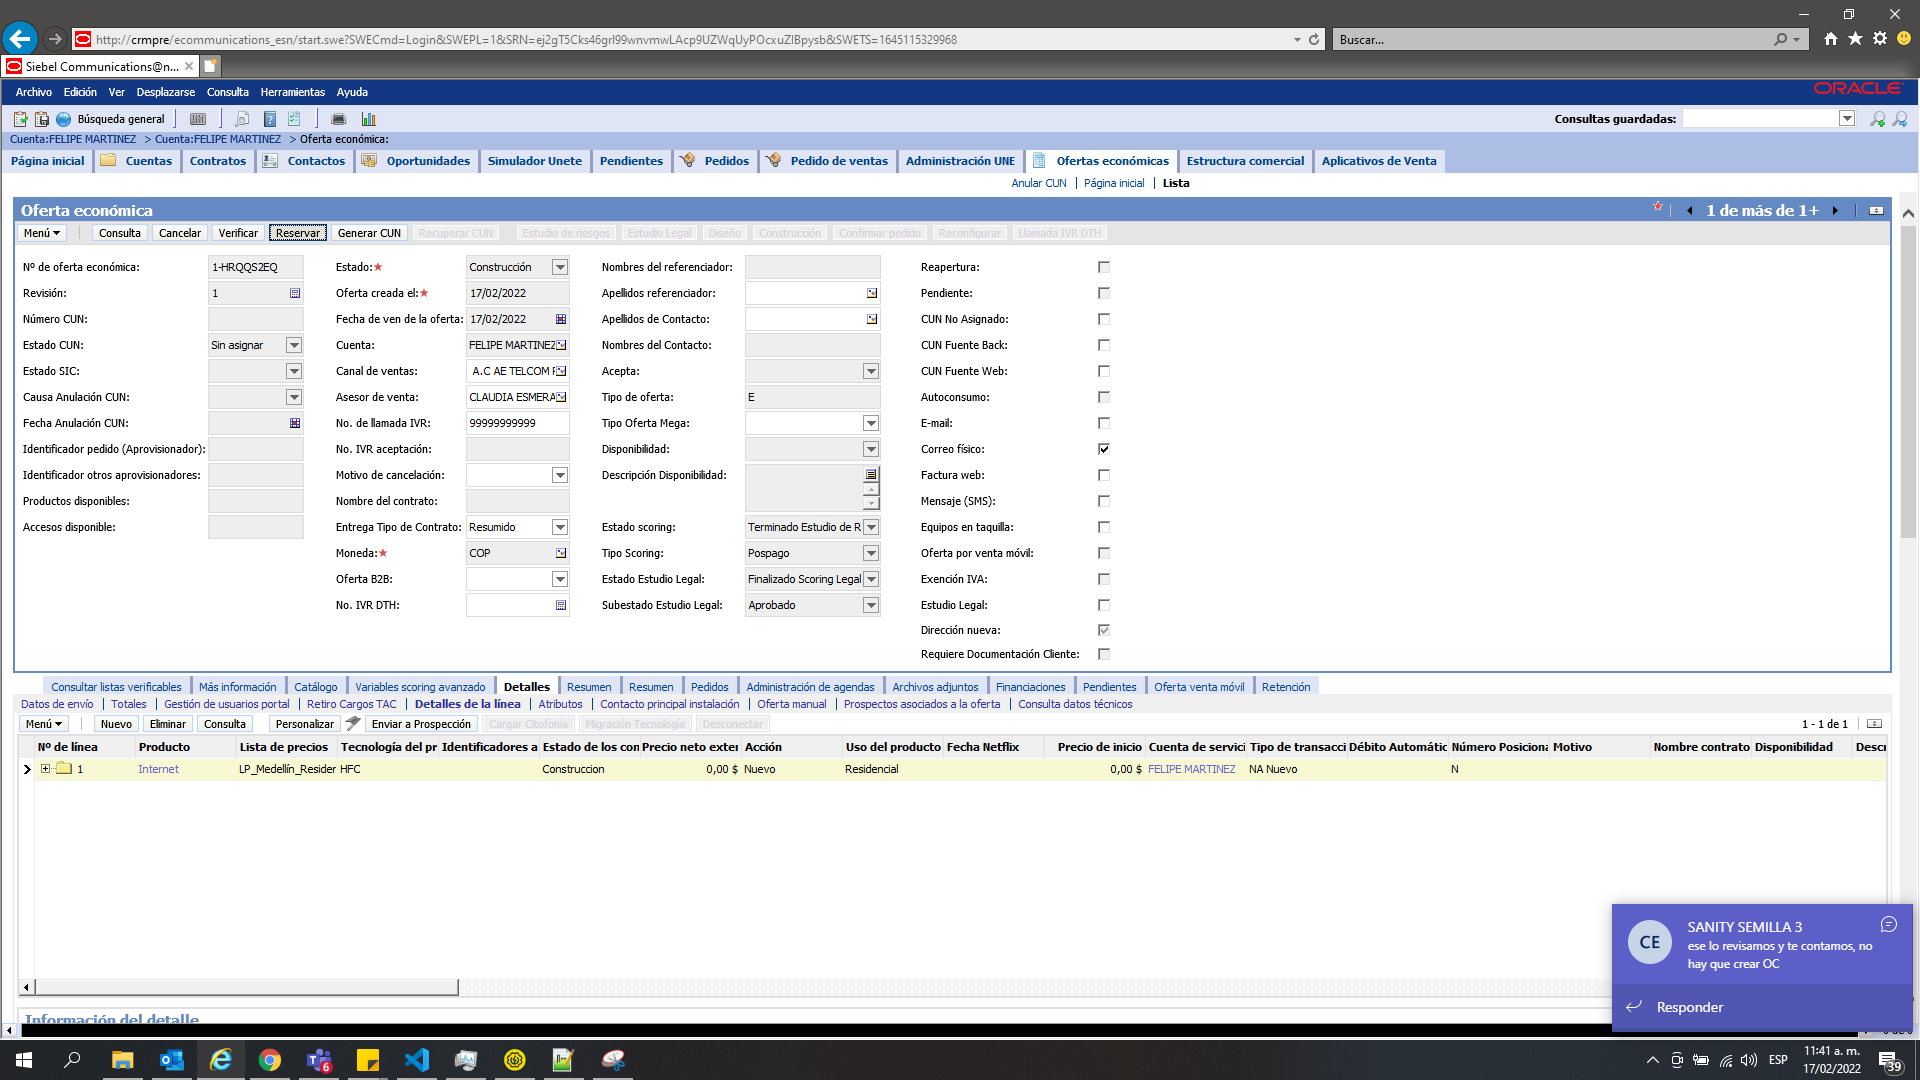 http://crmpre/ecommunications_esn/start.swe?SWECmd=Login&SWEPL=1&SRN=ej2gT5Cks46grl99wnvmwLAcp9UZWqUyPOcxuZlBpysb&SWETS=1645115329968
Buscar...
Siebel Communications@n...
Archivo Edición Ver Desplazarse Consulta Herramientas Ayuda
ORACLE
Búsqueda general
Consultas guardadas:
Cuenta:FELIPE MARTINEZ > Cuenta:FELIPE MARTINEZ > Oferta económica:
Página inicial Cuentas Contratos Contactos Oportunidades Simulador Unete Pendientes Pedidos Pedido de ventas Administración UNE Ofertas económicas Estructura comercial Aplicativos de Venta
Anular CUN | Página inicial | Lista
Oferta económica
1 de más de 1+
Menú Consulta Cancelar Verificar Reservar Generar CUN Recuperar CUN Estudio de riesgos Estudio Legal Diseño Construcción Confirmar pedido Reconfigurar Llamada IVR DTH
Nº de oferta económica: 1-HRQQS2EQ Estado:★ Construcción Nombres del referenciador: Reapertura:
Revisión: 1 Oferta creada el:★ 17/02/2022 Apellidos referenciador: Pendiente:
Número CUN: Fecha de ven de la oferta: 17/02/2022 Apellidos de Contacto: CUN No Asignado:
Estado CUN: Sin asignar Cuenta: FELIPE MARTINEZ Nombres del Contacto: CUN Fuente Back:
Estado SIC: Canal de ventas: A.C AE TELCOM Acepta: CUN Fuente Web:
Causa Anulación CUN: Asesor de venta: CLAUDIA ESMERA Tipo de oferta: E Autoconsumo:
Fecha Anulación CUN: No. de llamada IVR: 99999999999 Tipo Oferta Mega: E-mail:
Identificador pedido (Aprovisionador): No. IVR aceptación: Disponibilidad: Correo físico:
Identificador otros aprovisionadores: Motivo de cancelación: Descripción Disponibilidad: Factura web:
Productos disponibles: Nombre del contrato: Mensaje (SMS):
Accesos disponible: Entrega Tipo de Contrato: Resumido Estado scoring: Terminado Estudio de R Equipos en taquilla:
Moneda:★ COP Tipo Scoring: Pospago Oferta por venta móvil:
Oferta B2B: Estado Estudio Legal: Finalizado Scoring Legal Exención IVA:
No. IVR DTH: Subestado Estudio Legal: Aprobado Estudio Legal:
Dirección nueva:
Requiere Documentación Cliente:
Consultar listas verificables Más información Catálogo Variables scoring avanzado Detalles Resumen Resumen Pedidos Administración de agendas Archivos adjuntos Financiaciones Pendientes Oferta venta móvil Retención
Datos de envío | Totales | Gestión de usuarios portal | Retiro Cargos TAC | Detalles de la línea | Atributos | Contacto principal instalación | Oferta manual | Prospectos asociados a la oferta | Consulta datos técnicos
Menú Nuevo Eliminar Consulta Personalizar Enviar a Prospección Cargar Citofonía Migración Tecnología Desconectar
1 - 1 de 1
Nº de línea Producto Lista de precios Tecnología del pr Identificadores a Estado de los con Precio neto exter Acción Uso del producto Fecha Netflix Precio de inicio Cuenta de servici Tipo de transacci Débito Automátic Número Posiciona Motivo Nombre contrato Disponibilidad Descr
1 Internet LP_Medellín_Resider HFC Construccion 0,00 $ Nuevo Residencial 0,00 $ FELIPE MARTINEZ NA Nuevo N
Información del detalle
CE
SANITY SEMILLA 3
ese lo revisamos y te contamos, no
hay que crear OC
Responder
6
ESP
11:41 a. m.
17/02/2022
39